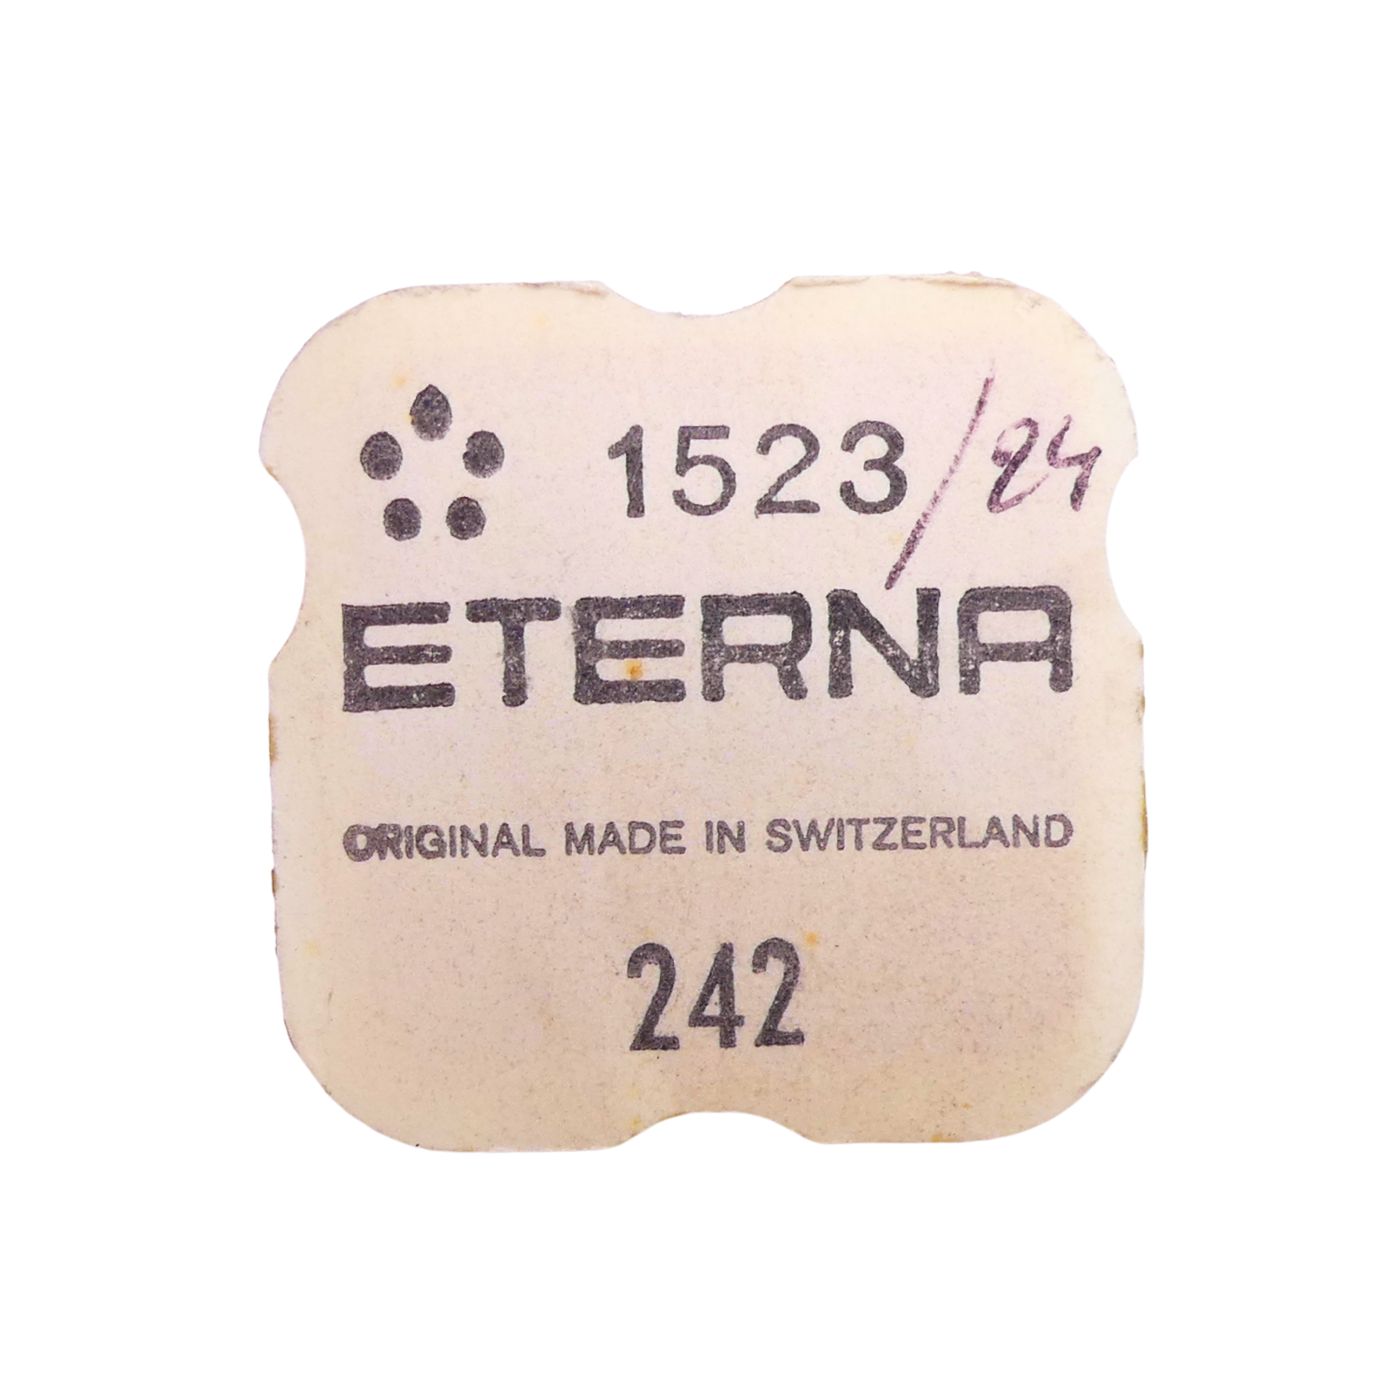 1523/24
ETERNA
ORIGINAL MADE IN SWITZERLAND
242